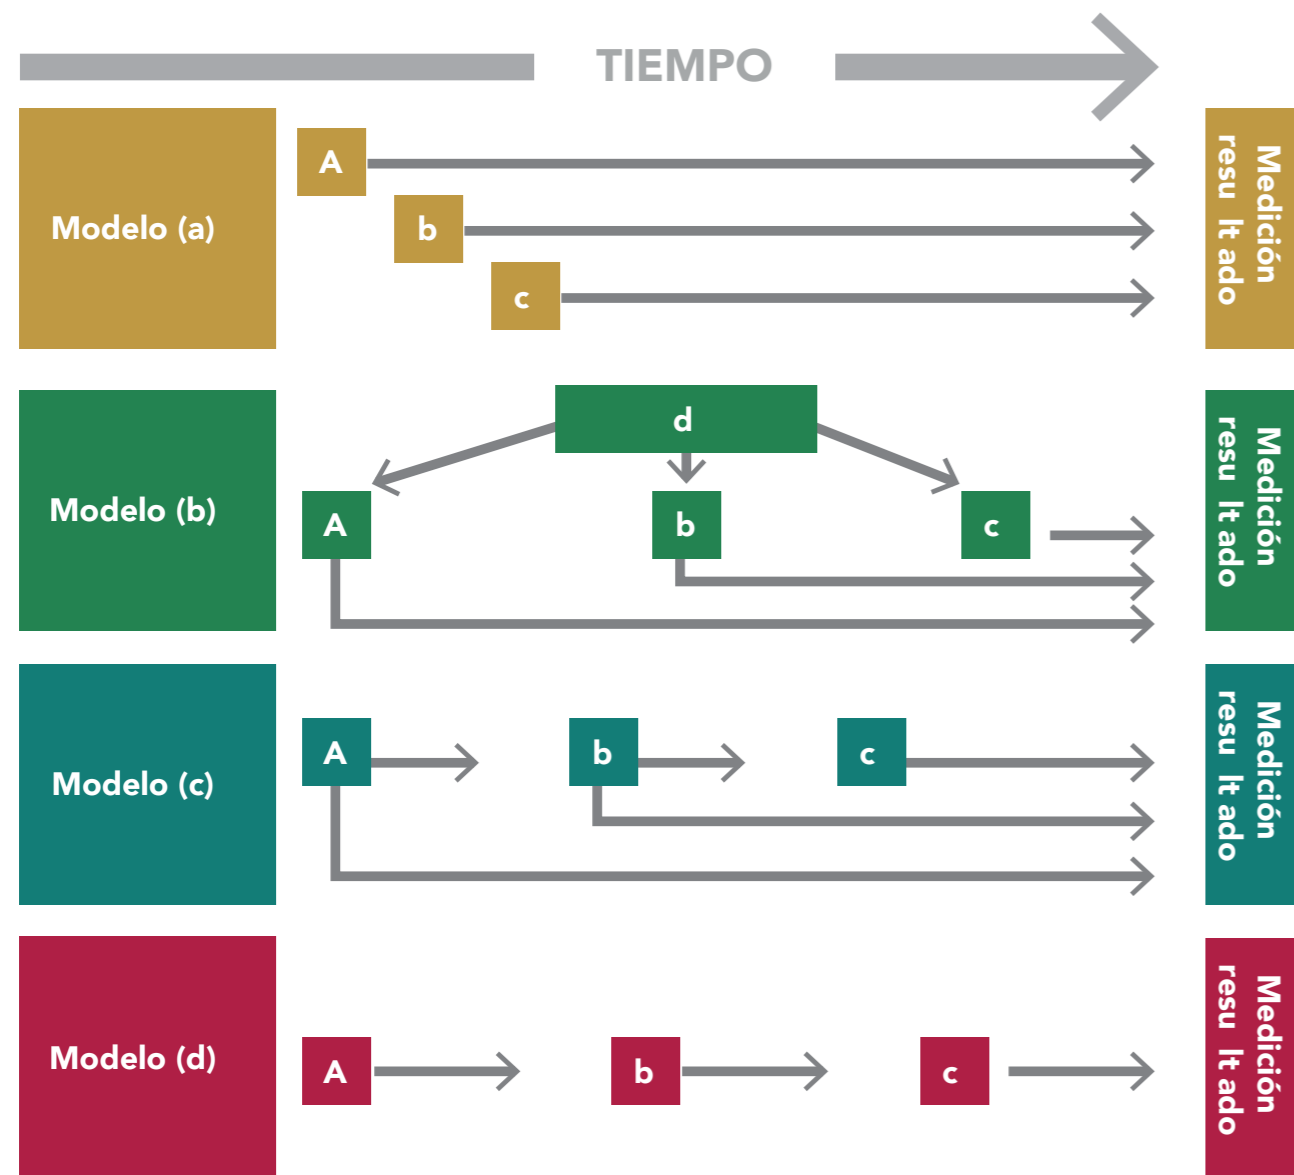 TIEMPO
Modelo (a)
A
b
c
Medición
resu lt ado
Modelo (b)
d
A
b
c
Medición
resu lt ado
Modelo (c)
A
b
c
Medición
resu lt ado
Modelo (d)
A
b
c
Medición
resu lt ado